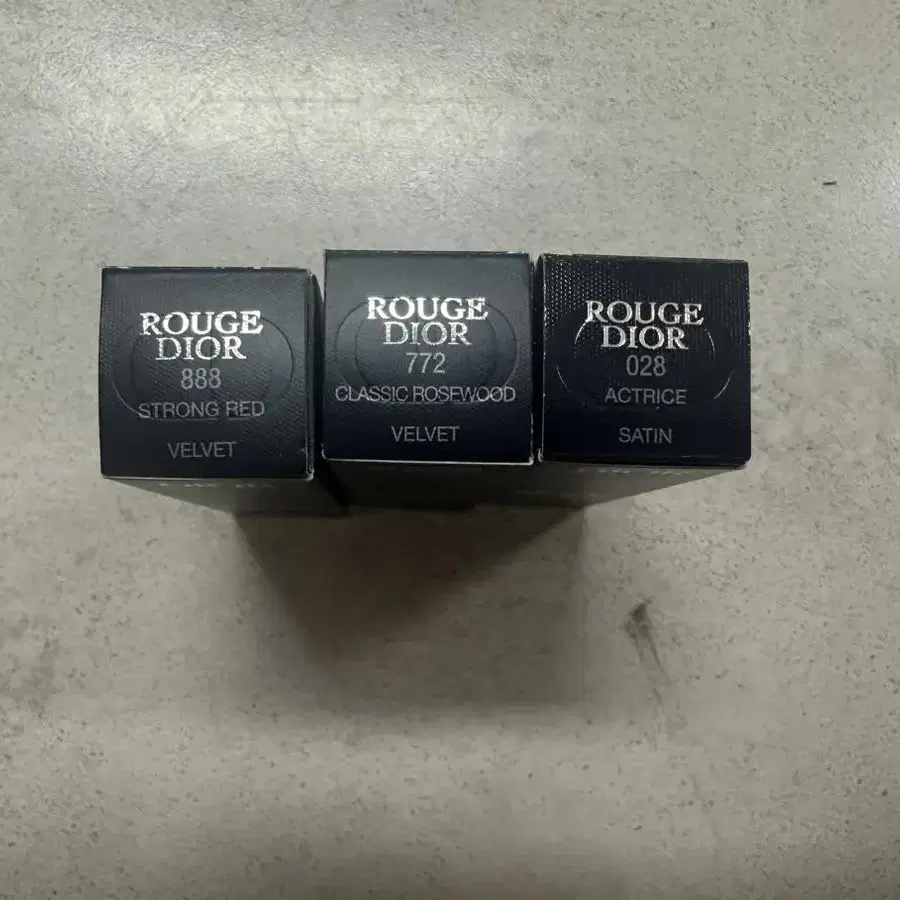 ROUGE
DIOR
888
STRONG RED
VELVET
ROUGE
DIOR
772
CLASSIC ROSEWOOD
VELVET
ROUGE
DIOR
028
ACTRICE
SATIN